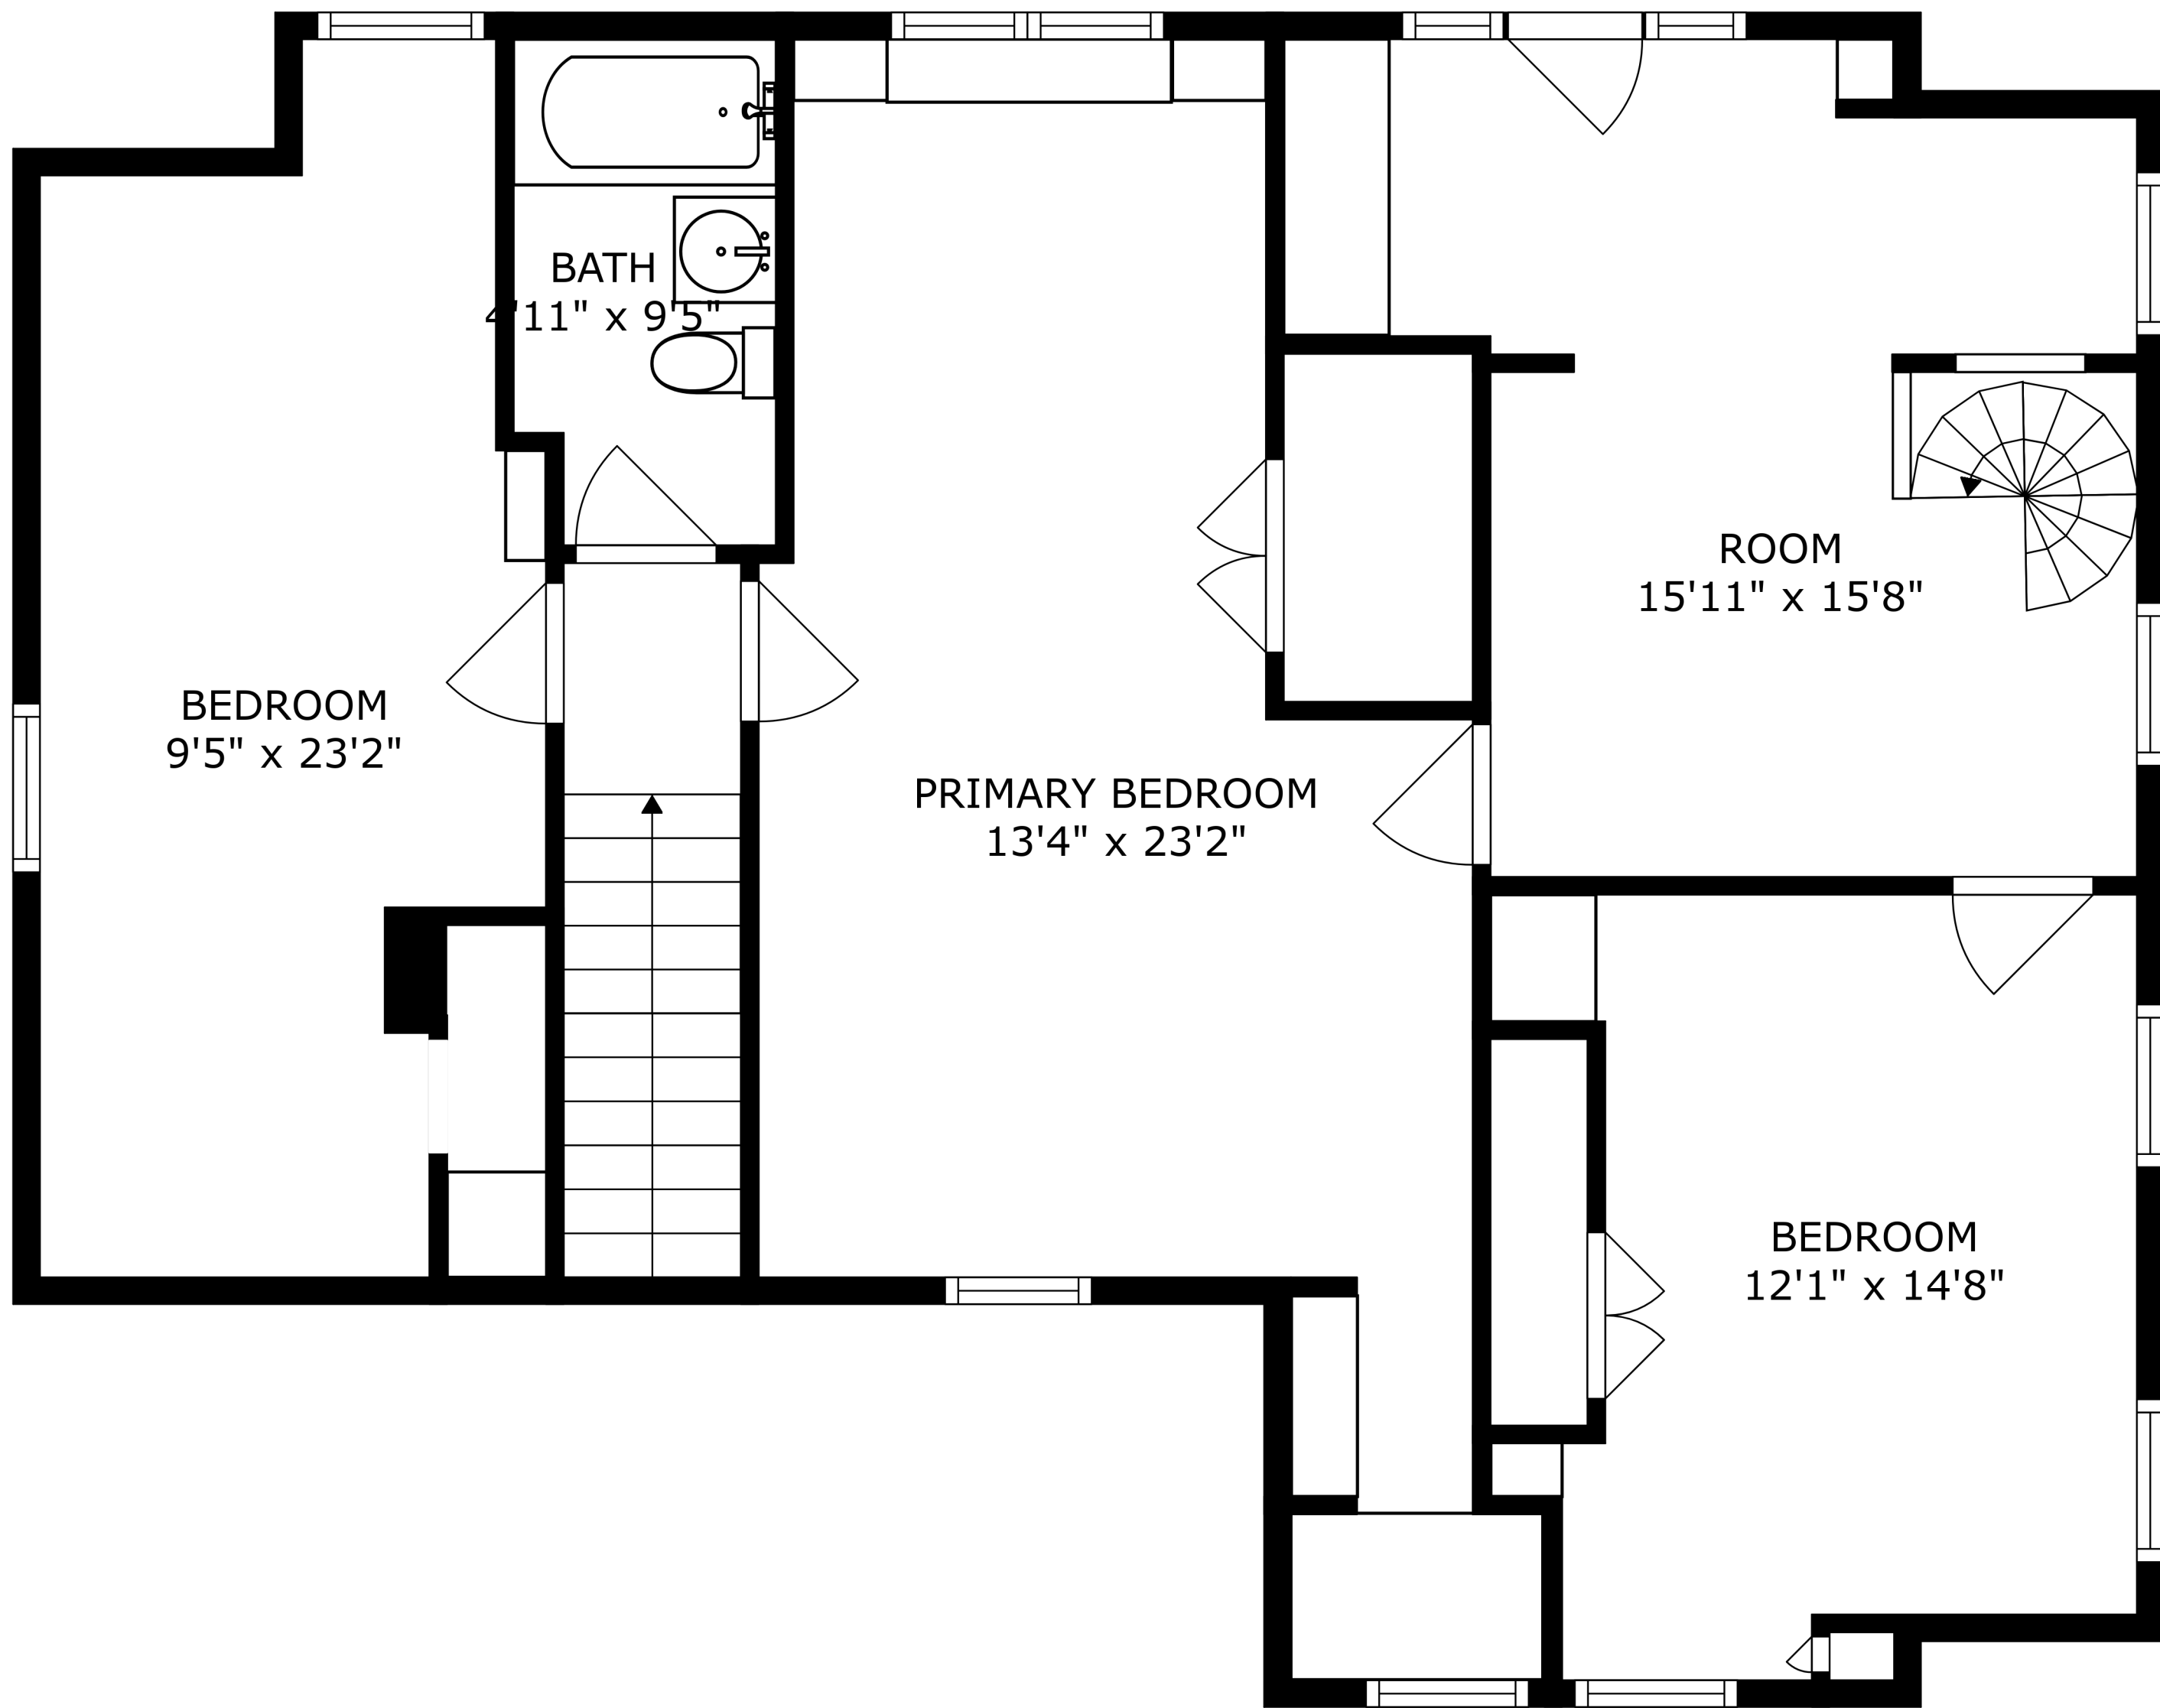 BATH
4'11" x 9'5"
ROOM
15'11" x 15'8"
BEDROOM
9'5" x 23'2"
PRIMARY BEDROOM
13'4" x 23'2"
BEDROOM
12'1" x 14'8"